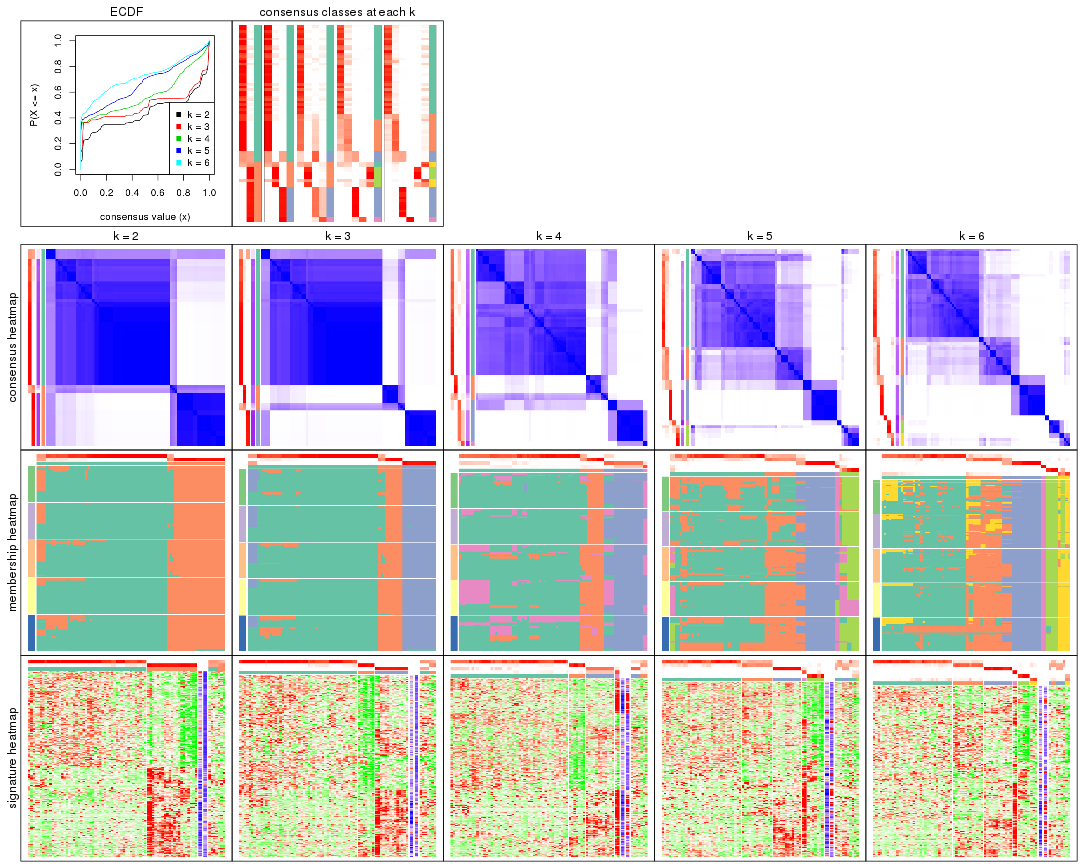 ECDF
consensus classes at each k
P(X <= x)
0.0 0.2 0.4 0.6 0.8 1.0
k = 2
k = 3
k = 4
k = 5
k = 6
0.0 0.2 0.4 0.6 0.8 1.0
consensus value (x)
k = 2
k = 3
k = 4
k = 5
k = 6
consensus heatmap
membership heatmap
signature heatmap